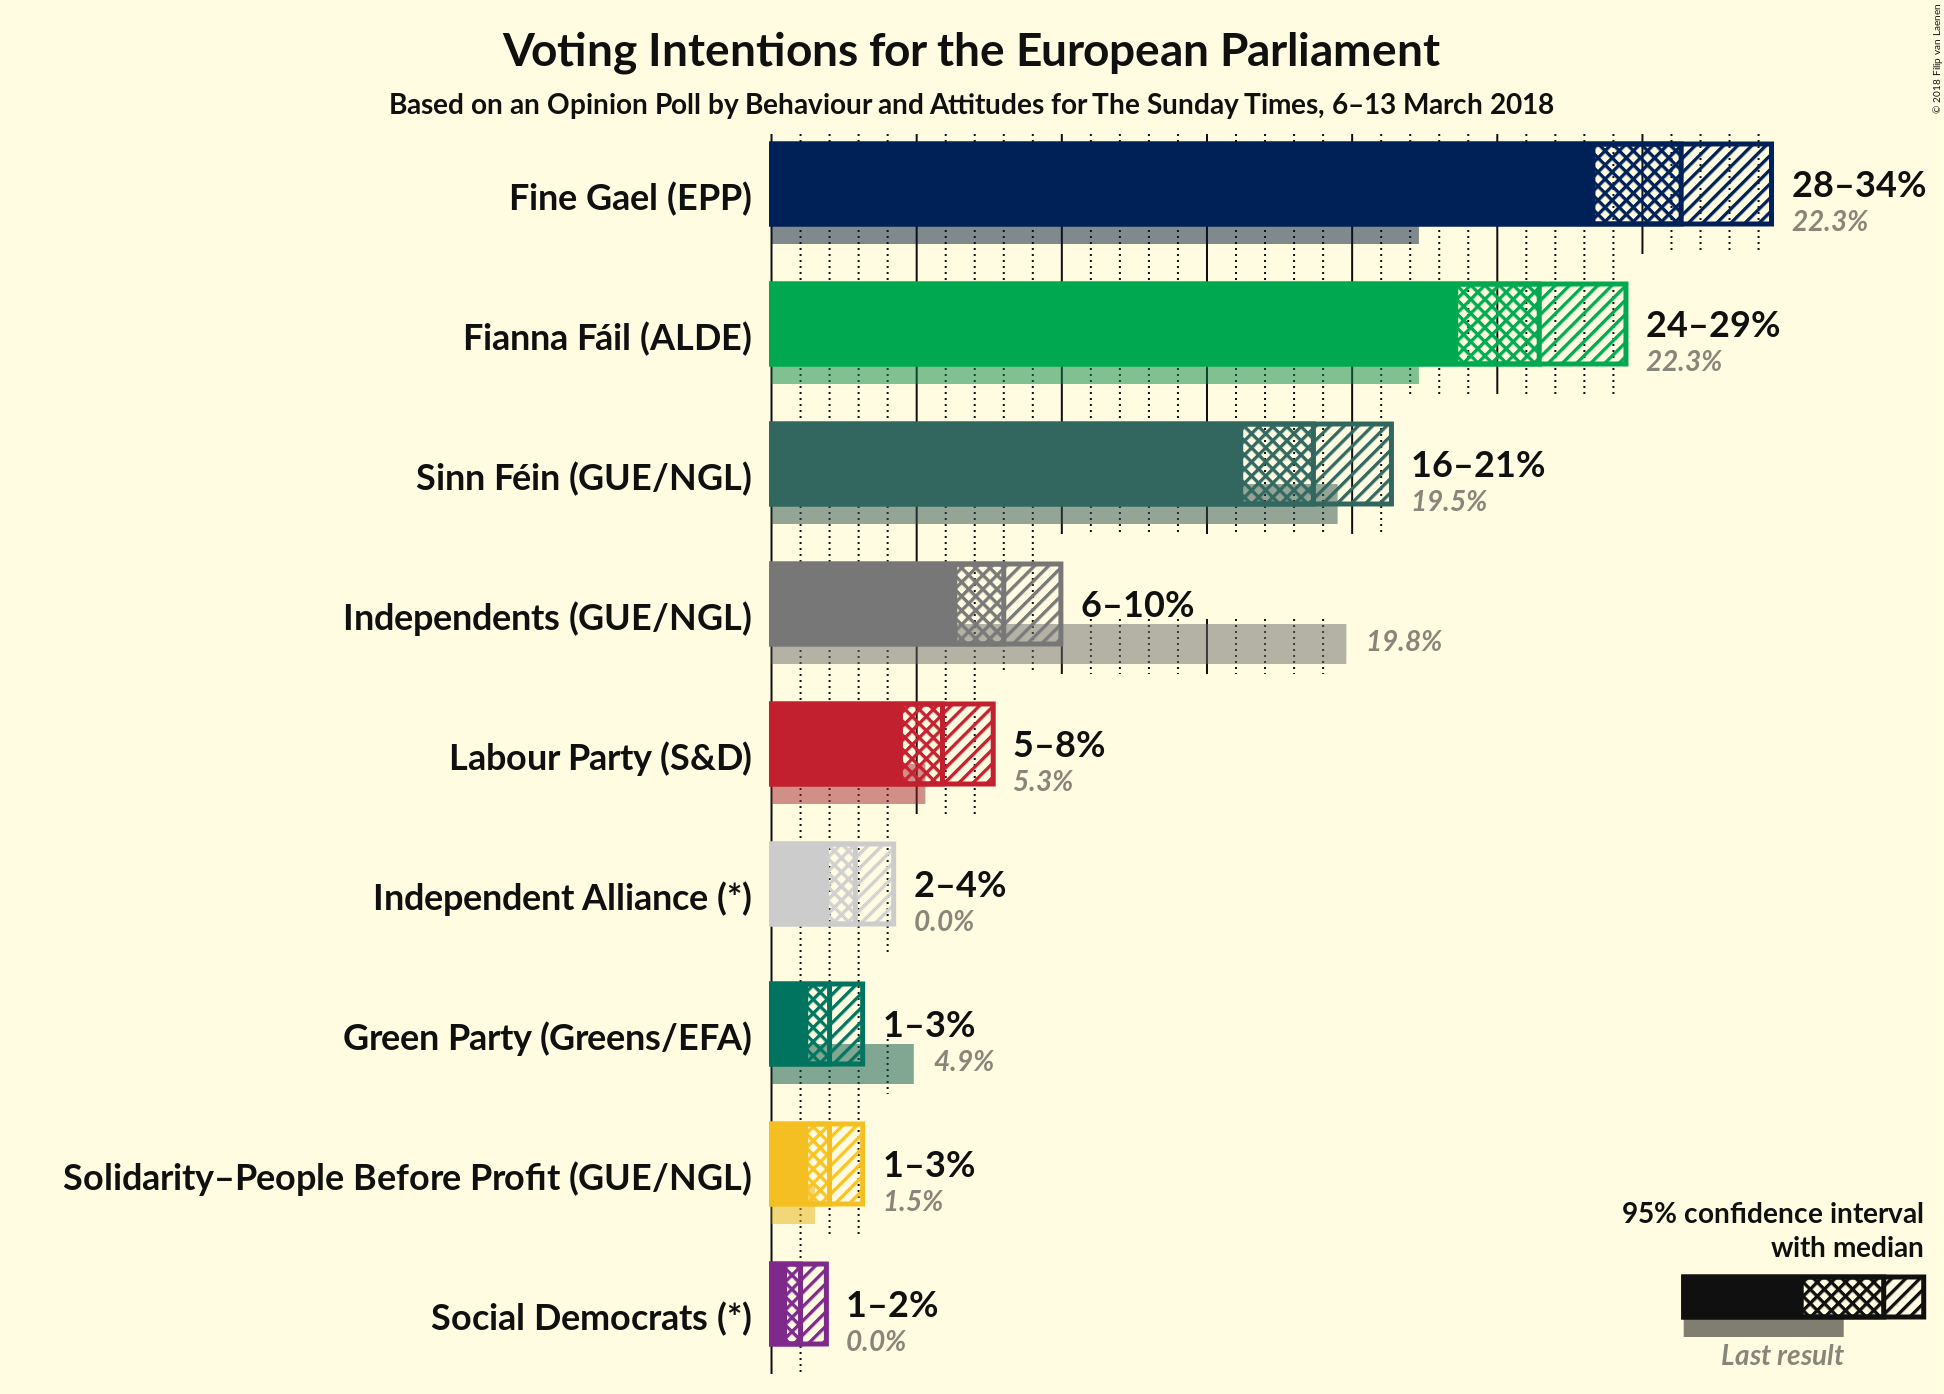 Voting Intentions for the European Parliament
Based on an Opinion Poll by Behaviour and Attitudes for The Sunday Times, 6–13 March 2018
© 2018 Filip van Laenen
Fine Gael (EPP)
28–34%
22.3%
Fianna Fáil (ALDE)
24–29%
22.3%
Sinn Féin (GUE/NGL)
16–21%
19.5%
Independents (GUE/NGL)
6–10%
19.8%
Labour Party (S&D)
5–8%
5.3%
Independent Alliance (*)
2–4%
0.0%
Green Party (Greens/EFA)
1–3%
4.9%
Solidarity–People Before Profit (GUE/NGL)
1–3%
1.5%
Social Democrats (*)
1–2%
0.0%
95% confidence interval
with median
Last result